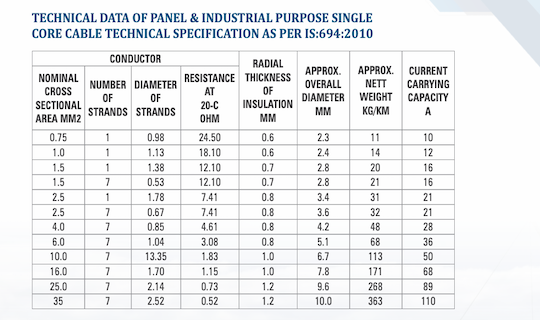 TECHNICAL DATA OF PANEL & INDUSTRIAL PURPOSE SINGLE
CORE CABLE TECHNICAL SPECIFICATION AS PER IS:694:2010
CONDUCTOR
NOMINAL CROSS SECTIONAL AREA MM2
NUMBER OF STRANDS
DIAMETER OF STRANDS
RESISTANCE AT 20-C OHM
RADIAL THICKNESS OF INSULATION MM
APPROX. OVERALL DIAMETER MM
APPROX. NETT WEIGHT KG/KM
CURRENT CARRYING CAPACITY A
0.75 1 0.98 24.50 0.6 2.3 11 10
1.0 1 1.13 18.10 0.6 2.4 14 12
1.5 1 1.38 12.10 0.7 2.8 20 16
1.5 7 0.53 12.10 0.7 2.8 21 16
2.5 1 1.78 7.41 0.8 3.4 31 21
2.5 7 0.67 7.41 0.8 3.6 32 21
4.0 7 0.85 4.61 0.8 4.2 48 28
6.0 7 1.04 3.08 0.8 5.1 68 36
10.0 7 13.35 1.83 1.0 6.7 113 50
16.0 7 1.70 1.15 1.0 7.8 171 68
25.0 7 2.14 0.73 1.2 9.6 268 89
35 7 2.52 0.52 1.2 10.0 363 110